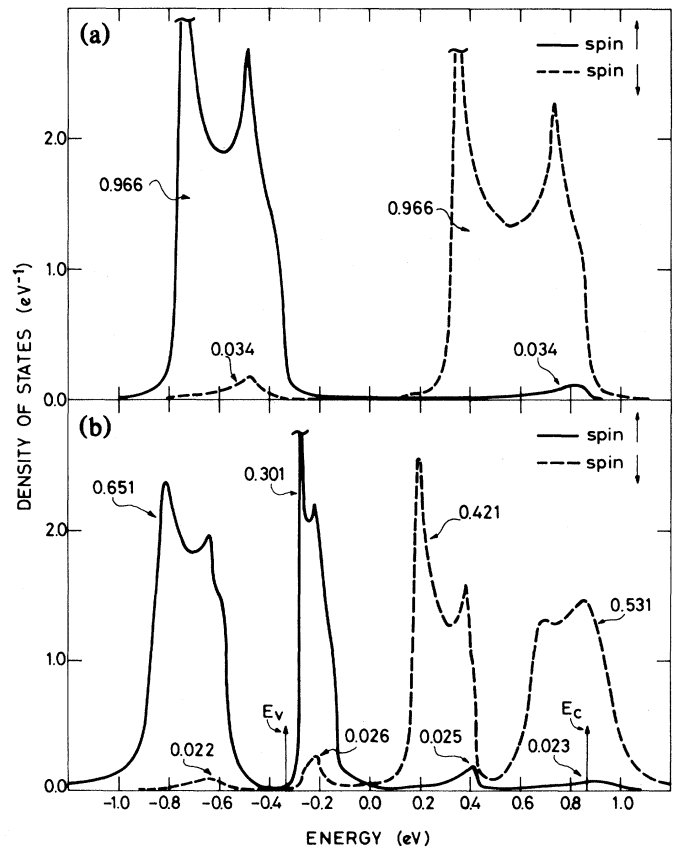 (a)
spin
spin
2.0
0.966
0.966
1.0
0.034
0.034
0.0
DENSITY OF STATES (eV⁻¹)
(b)
spin
spin
0.651
0.301
0.421
2.0
0.531
1.0
Ev
Ec
0.022
0.026
0.025
0.023
0.0
-1.0 -0.8 -0.6 -0.4 -0.2 0.0 0.2 0.4 0.6 0.8 1.0
ENERGY (eV)